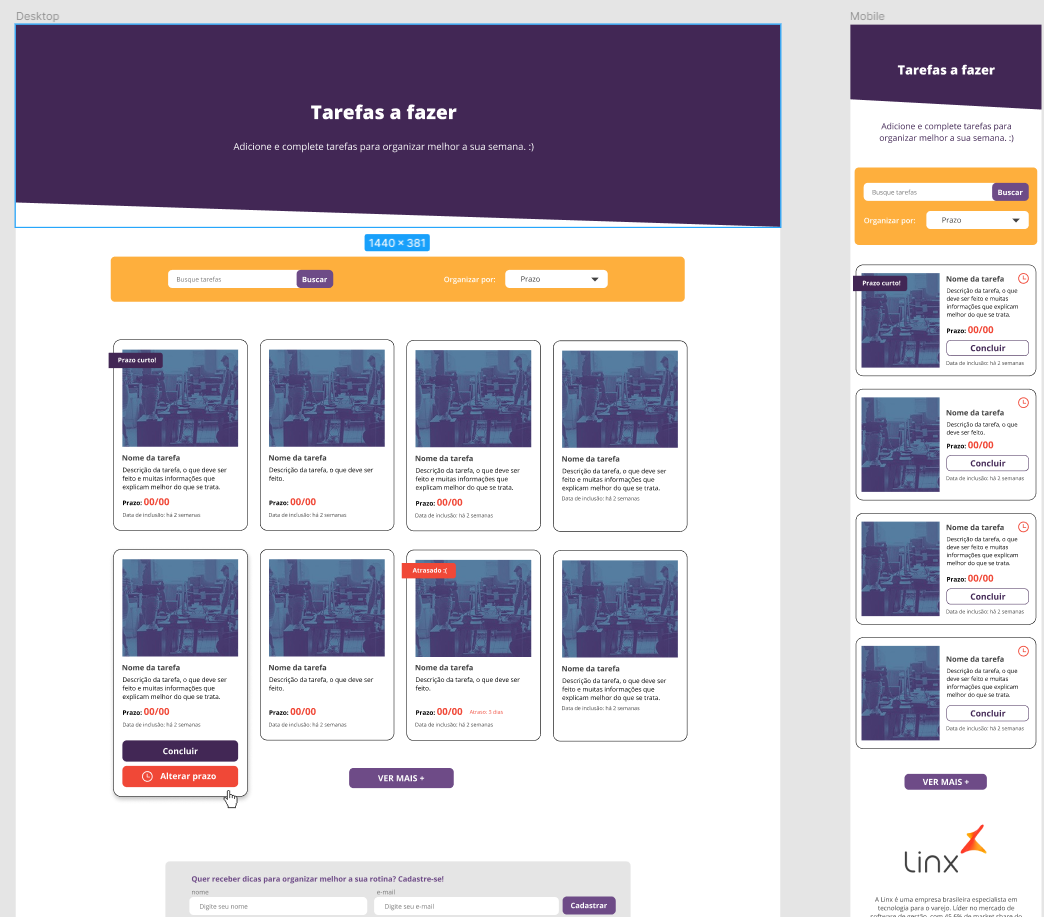 Desktop
Tarefas a fazer
Adicione e complete tarefas para organizar melhor a sua semana. :)
1440 × 381
Busque tarefas
Buscar
Organizar por:
Prazo
Prazo curto!
Nome da tarefa
Descrição da tarefa, o que deve ser
feito e muitas informações que
explicam melhor do que se trata.
Prazo: 00/00
Data de inclusão: há 2 semanas
Nome da tarefa
Descrição da tarefa, o que deve ser
feito.
Prazo: 00/00
Data de inclusão: há 2 semanas
Nome da tarefa
Descrição da tarefa, o que deve ser
feito e muitas informações que
explicam melhor do que se trata.
Prazo: 00/00
Data de inclusão: há 2 semanas
Nome da tarefa
Descrição da tarefa, o que deve ser
feito e muitas informações que
explicam melhor do que se trata.
Data de inclusão: há 2 semanas
Nome da tarefa
Descrição da tarefa, o que deve ser
feito e muitas informações que
explicam melhor do que se trata.
Prazo: 00/00
Data de inclusão: há 2 semanas
Concluir
Alterar prazo
Nome da tarefa
Descrição da tarefa, o que deve ser
feito.
Prazo: 00/00
Data de inclusão: há 2 semanas
Atrasado :(
Nome da tarefa
Descrição da tarefa, o que deve ser
feito.
Prazo: 00/00 Atraso: 3 dias
Data de inclusão: há 2 semanas
Nome da tarefa
Descrição da tarefa, o que deve ser
feito e muitas informações que
explicam melhor do que se trata.
Data de inclusão: há 2 semanas
VER MAIS +
Quer receber dicas para organizar melhor a sua rotina? Cadastre-se!
nome
e-mail
Digite seu nome
Digite seu e-mail
Cadastrar
Mobile
Tarefas a fazer
Adicione e complete tarefas para
organizar melhor a sua semana. :)
Busque tarefas
Buscar
Organizar por:
Prazo
Prazo curto!
Nome da tarefa
Descrição da tarefa, o que
deve ser feito e muitas
informações que explicam
melhor do que se trata.
Prazo: 00/00
Concluir
Data de inclusão: há 2 semanas
Nome da tarefa
Descrição da tarefa, o que
deve ser feito.
Prazo: 00/00
Concluir
Data de inclusão: há 2 semanas
Nome da tarefa
Descrição da tarefa, o que
deve ser feito e muitas
informações que explicam
melhor do que se trata.
Prazo: 00/00
Concluir
Data de inclusão: há 2 semanas
Nome da tarefa
Descrição da tarefa, o que
deve ser feito e muitas
informações que explicam
melhor do que se trata.
Concluir
Data de inclusão: há 2 semanas
VER MAIS +
Linx
A Linx é uma empresa brasileira especialista em
tecnologia para o varejo. Líder no mercado de
software de gestão, com 45,6% de market share do